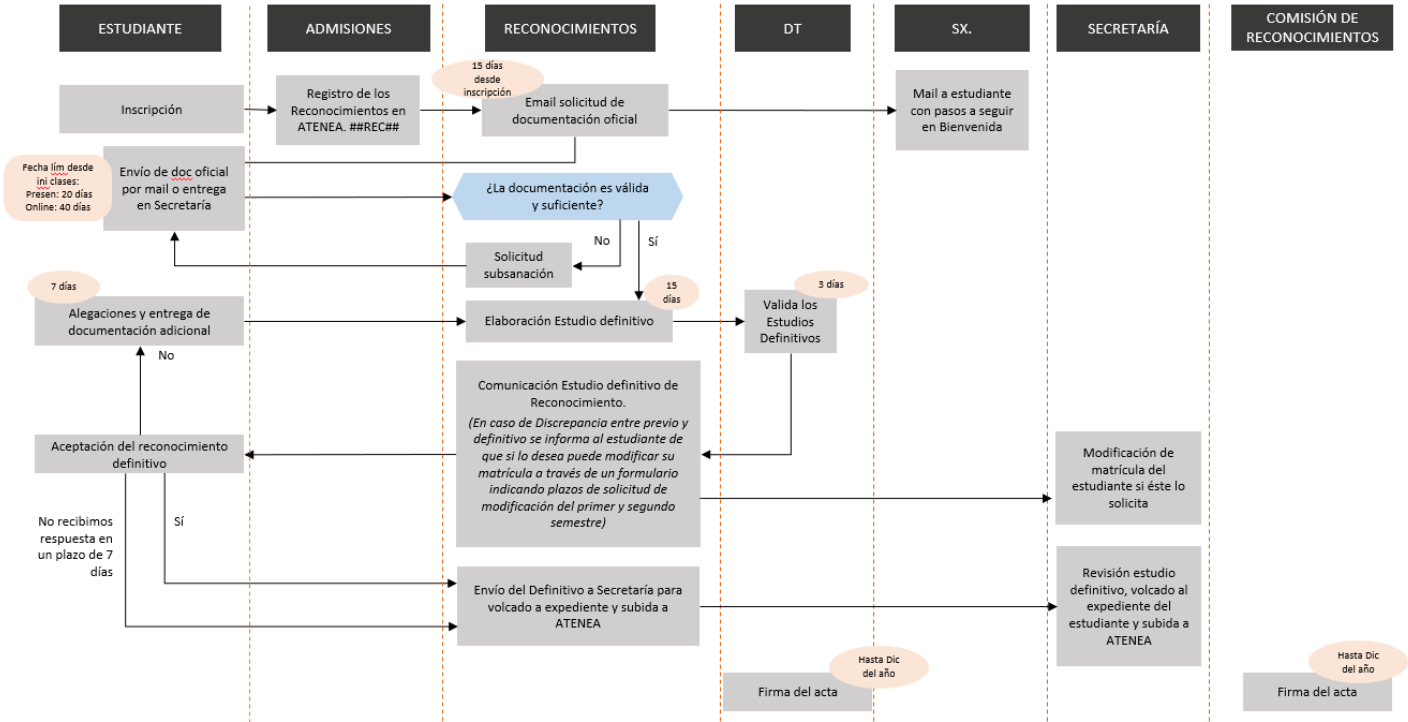 ESTUDIANTE
ADMISIONES
RECONOCIMIENTOS
DT
SX.
SECRETARÍA
COMISIÓN DE
RECONOCIMIENTOS
Inscripción
Registro de los
Reconocimientos en
ATENEA. ##REC##
15 días
desde
inscripción
Email solicitud de
documentación oficial
Mail a estudiante
con pasos a seguir
en Bienvenida
Fecha lím desde
ini clases:
Presen: 20 días
Online: 40 días
Envío de doc oficial
por mail o entrega
en Secretaría
¿La documentación es válida
y suficiente?
No
Sí
Solicitud
subsanación
7 días
Alegaciones y entrega de
documentación adicional
15
días
Elaboración Estudio definitivo
3 días
Valida los
Estudios
Definitivos
No
Comunicación Estudio definitivo de
Reconocimiento.
(En caso de Discrepancia entre previo y
definitivo se informa al estudiante de
que si lo desea puede modificar su
matrícula a través de un formulario
indicando plazos de solicitud de
modificación del primer y segundo
semestre)
Aceptación del reconocimiento
definitivo
Modificación de
matrícula del
estudiante si éste lo
solicita
No recibimos
respuesta en
un plazo de 7
días
Sí
Envío del Definitivo a Secretaría para
volcado a expediente y subida a
ATENEA
Revisión estudio
definitivo, volcado al
expediente del
estudiante y subida a
ATENEA
Hasta Dic
del año
Firma del acta
Hasta Dic
del año
Firma del acta